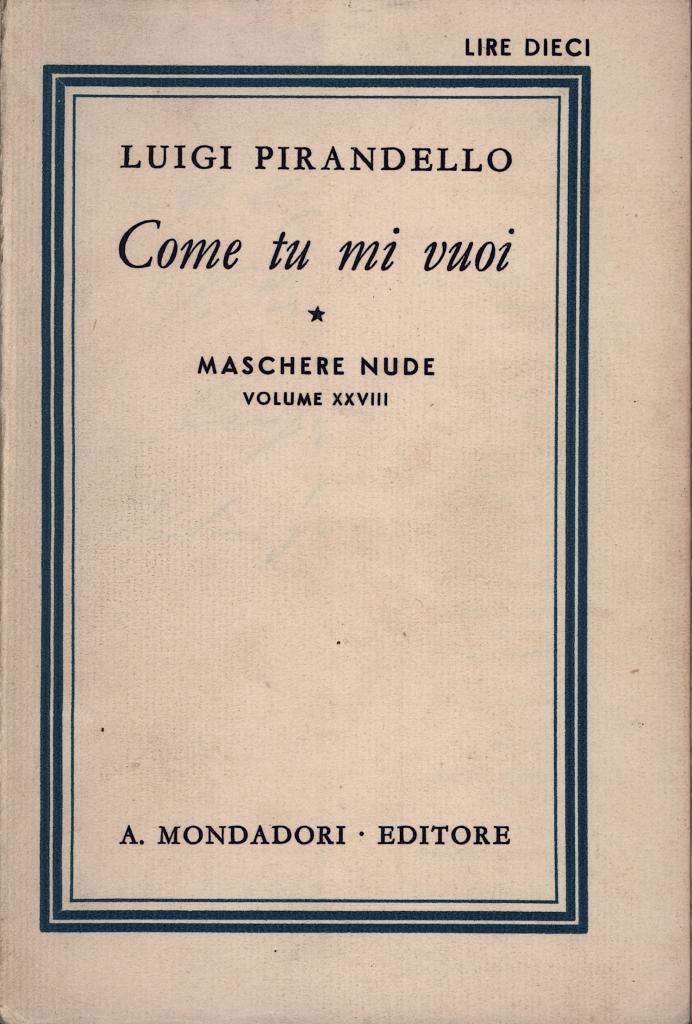 LIRE DIECI
LUIGI PIRANDELLO
Come tu mi vuoi
★
MASCHERE NUDE
VOLUME XXVIII
A. MONDADORI · EDITORE